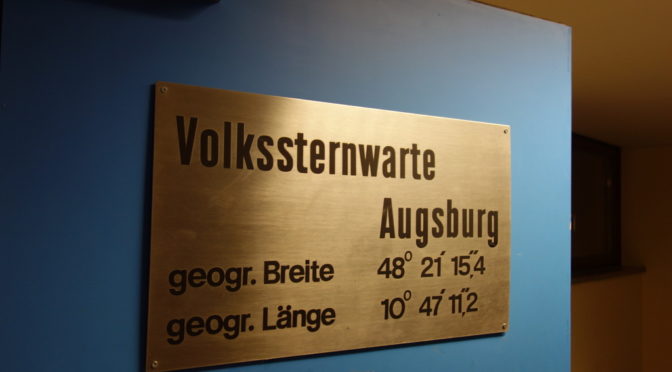 Volkssternwarte
Augsburg
geogr. Breite 48° 21′ 15,″4
geogr. Länge 10° 47′ 11,″2